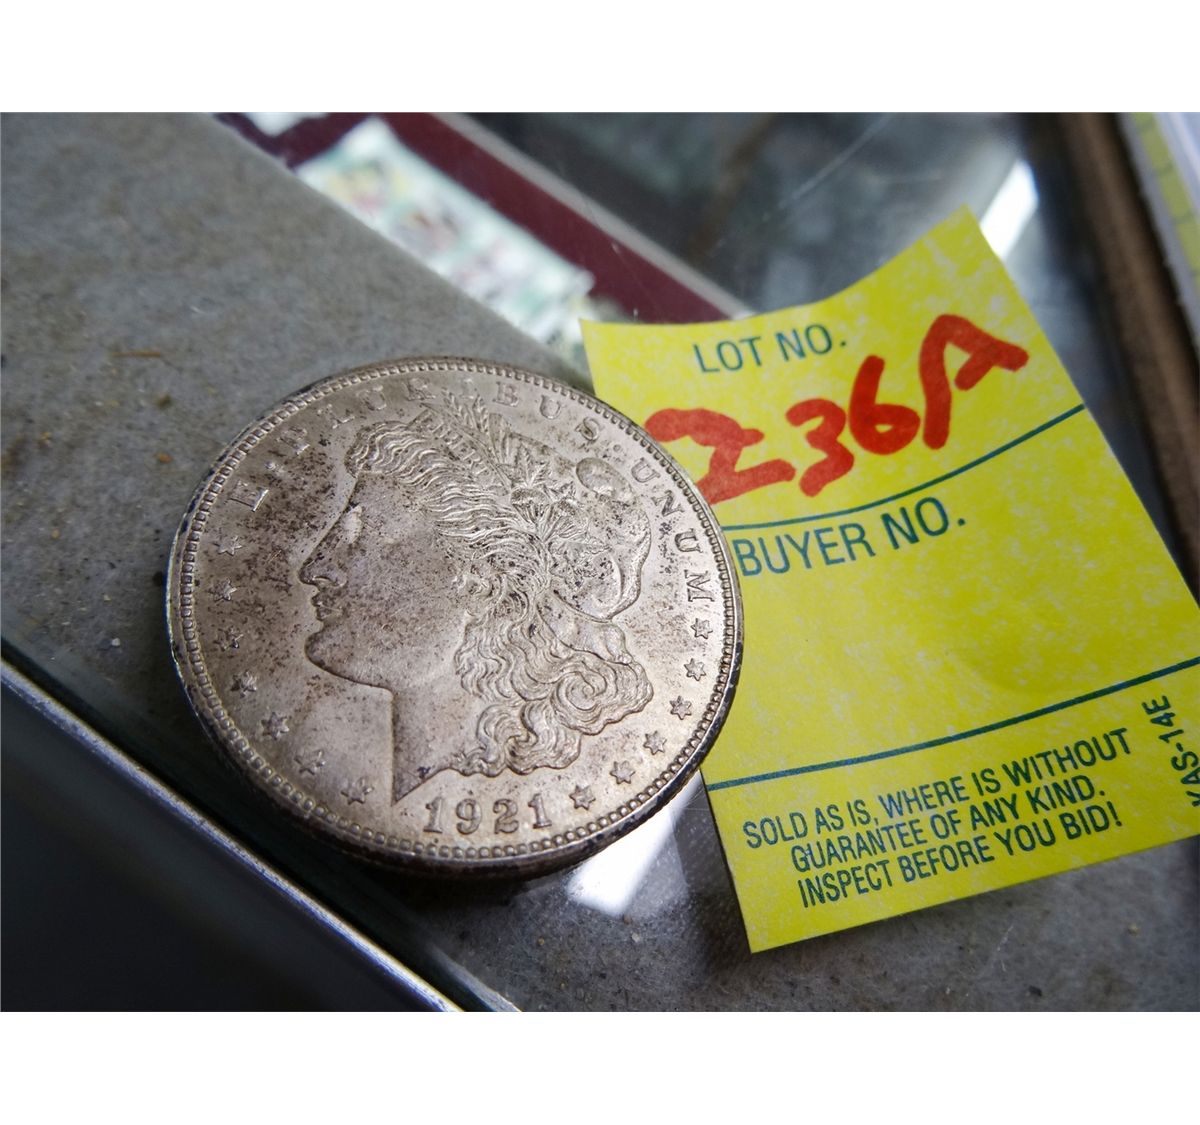 E·PLURIBUS·UNUM
1921
LOT NO.
236A
BUYER NO.
SOLD AS IS, WHERE IS WITHOUT
GUARANTEE OF ANY KIND.
INSPECT BEFORE YOU BID!
KAS-14E